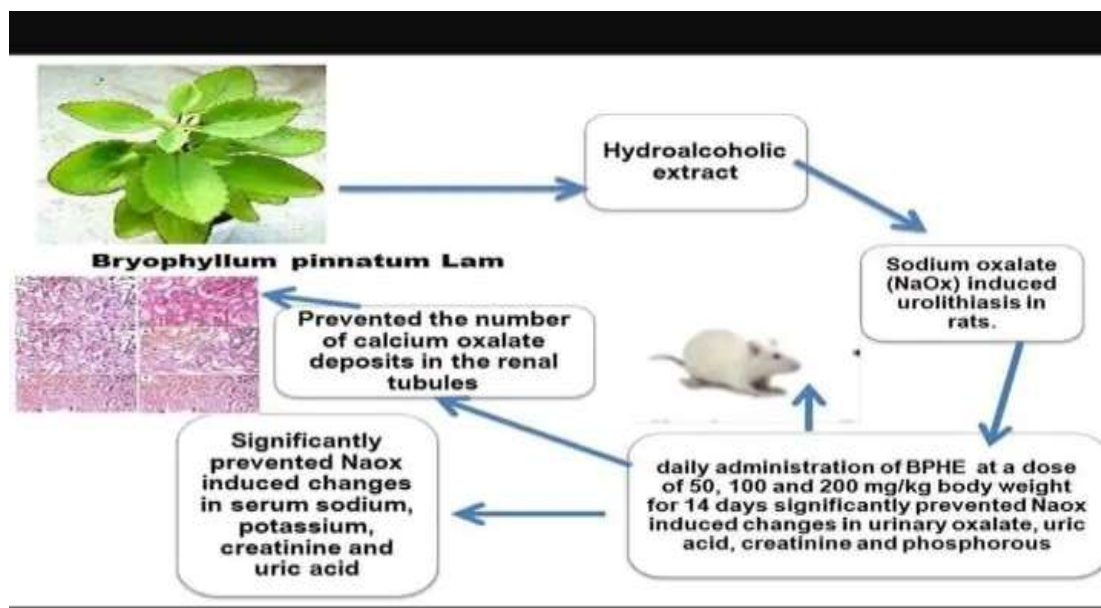 Bryophyllum pinnatum Lam
Hydroalcoholic
extract
Sodium oxalate
(NaOx) induced
urolithiasis in
rats.
daily administration of BPHE at a dose
of 50, 100 and 200 mg/kg body weight
for 14 days significantly prevented Naox
induced changes in urinary oxalate, uric
acid, creatinine and phosphorous
Prevented the number
of calcium oxalate
deposits in the renal
tubules
Significantly
prevented Naox
induced changes
in serum sodium,
potassium,
creatinine and
uric acid